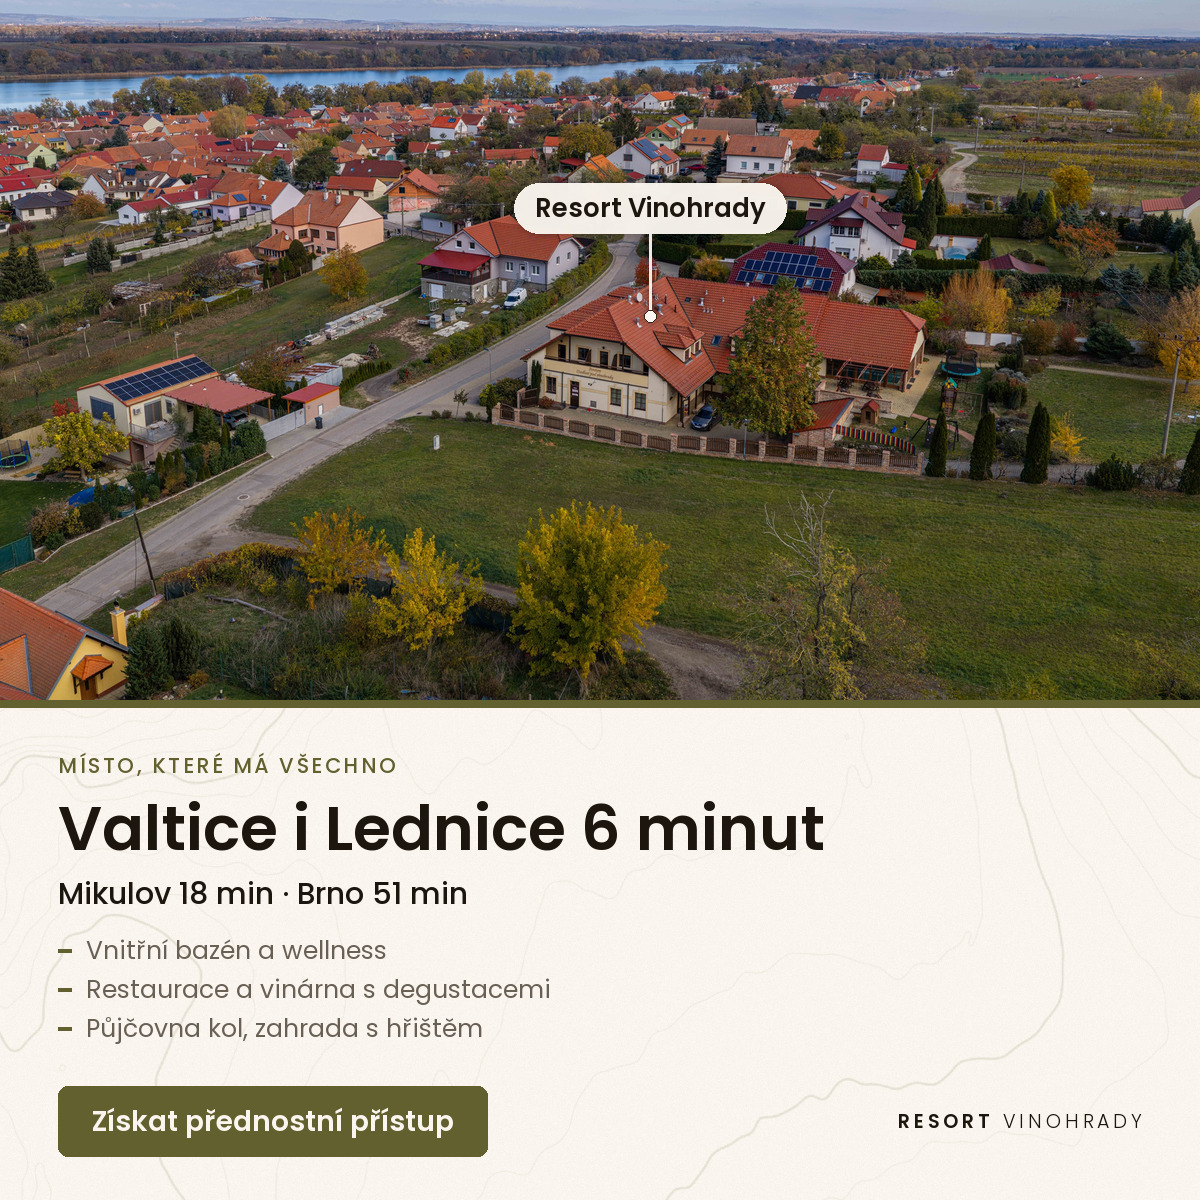 Resort Vinohrady
MÍSTO, KTERÉ MÁ VŠECHNO
Valtice i Lednice 6 minut
Mikulov 18 min · Brno 51 min
– Vnitřní bazén a wellness
– Restaurace a vinárna s degustacemi
– Půjčovna kol, zahrada s hřištěm
Získat přednostní přístup
RESORT VINOHRADY